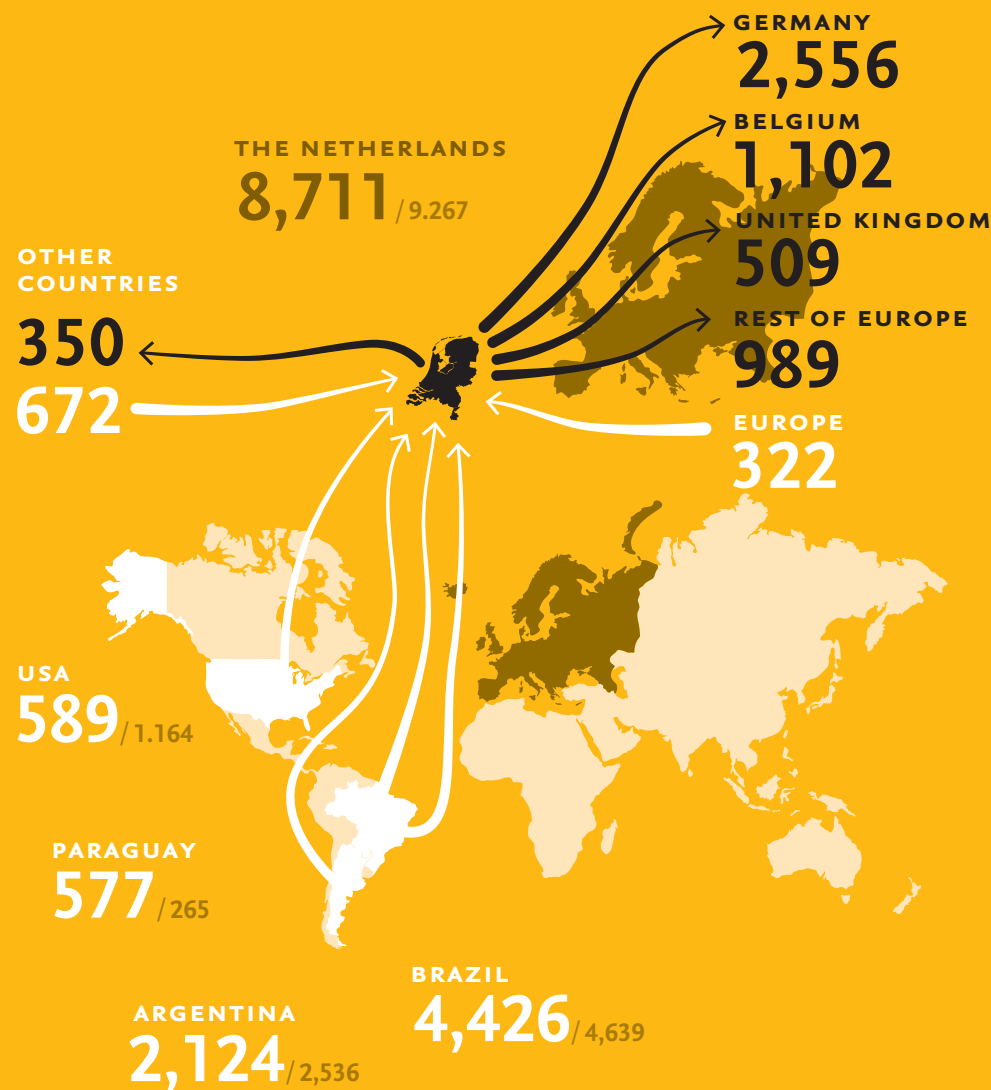 GERMANY
2,556
BELGIUM
1,102
THE NETHERLANDS
8,711 / 9.267
UNITED KINGDOM
509
OTHER
COUNTRIES
350
672
REST OF EUROPE
989
EUROPE
322
USA
589 / 1.164
PARAGUAY
577 / 265
BRAZIL
4,426 / 4,639
ARGENTINA
2,124 / 2,536